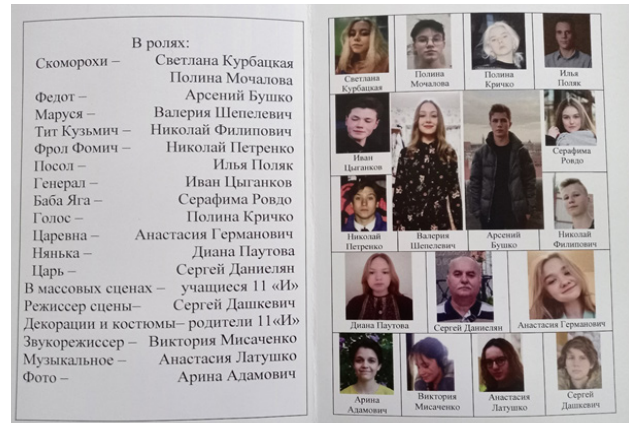 В ролях:
Скоморохи – Светлана Курбацкая
Полина Мочалова
Федот – Арсений Бушко
Маруся – Валерия Шепелевич
Тит Кузьмич – Николай Филипович
Фрол Фомич – Николай Петренко
Посол – Илья Поляк
Генерал – Иван Цыганков
Баба Яга – Серафима Ровдо
Голос – Полина Кричко
Царевна – Анастасия Германович
Нянька – Диана Паутова
Царь – Сергей Даниелян
В массовых сценах – учащиеся 11 «И»
Режиссер сцены– Сергей Дашкевич
Декорации и костюмы– родители 11«И»
Звукорежиссер – Виктория Мисаченко
Музыкальное – Анастасия Латушко
Фото – Арина Адамович
Светлана Курбацкая
Полина Мочалова
Полина Кричко
Илья Поляк
Иван Цыганков
Серафима Ровдо
Николай Петренко
Валерия Шепелевич
Арсений Бушко
Николай Филипович
Диана Паутова
Сергей Даниелян
Анастасия Германович
Арина Адамович
Виктория Мисаченко
Анастасия Латушко
Сергей Дашкевич